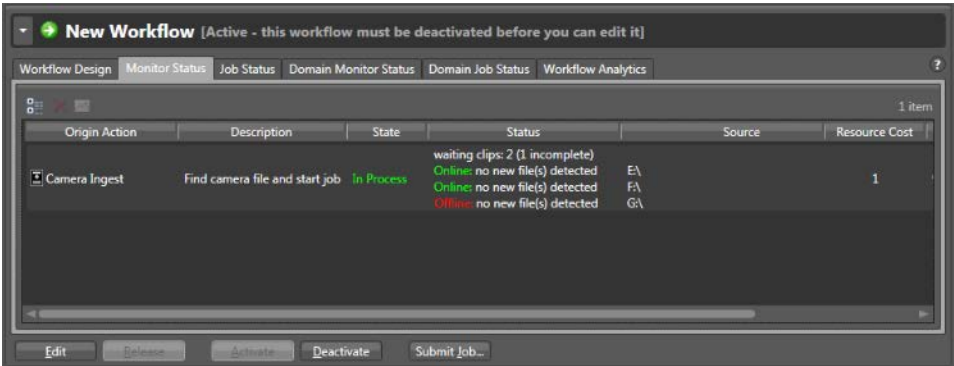 New Workflow [Active - this workflow must be deactivated before you can edit it]
Workflow Design Monitor Status Job Status Domain Monitor Status Domain Job Status Workflow Analytics ?
1 item
Origin Action Description State Status Source Resource Cost
waiting clips: 2 (1 incomplete)
Online: no new file(s) detected E:\
Camera Ingest Find camera file and start job In Process Online: no new file(s) detected F:\ 1
Offline: no new file(s) detected G:\
Edit Release Activate Deactivate Submit Job...